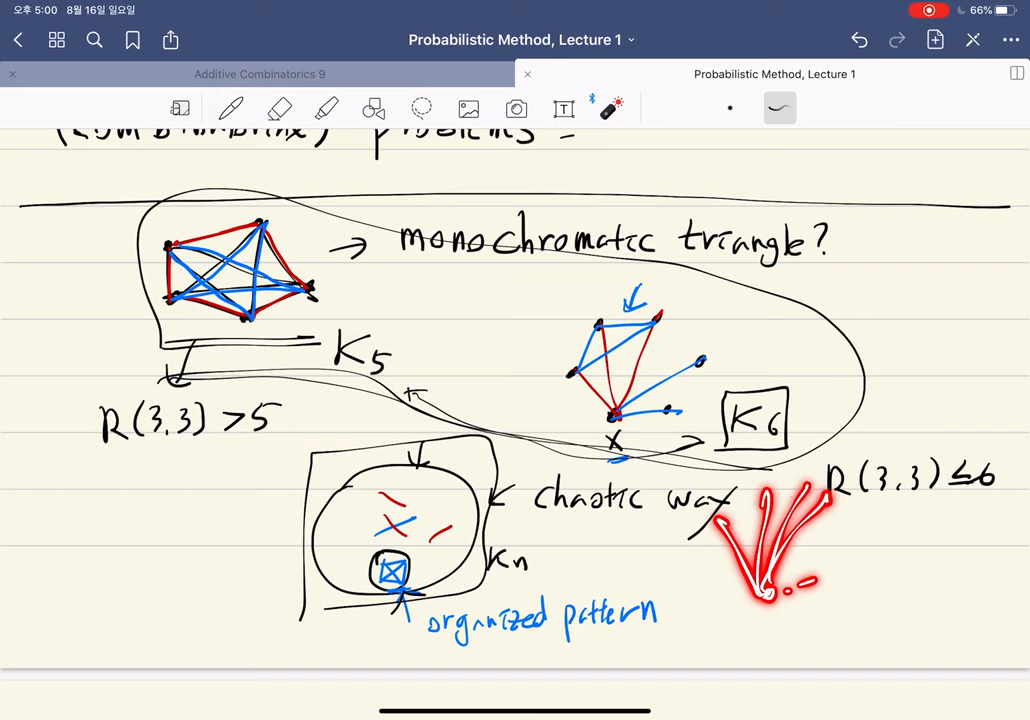 오후 5:00 8월 16일 일요일
66%
Probabilistic Method, Lecture 1
Additive Combinatorics 9
Probabilistic Method, Lecture 1
T
problems
→ monochromatic triangle?
K5
R(3,3) > 5
x
K6
R(3,3) ≤ 6
chaotic way
Kn
organized pattern